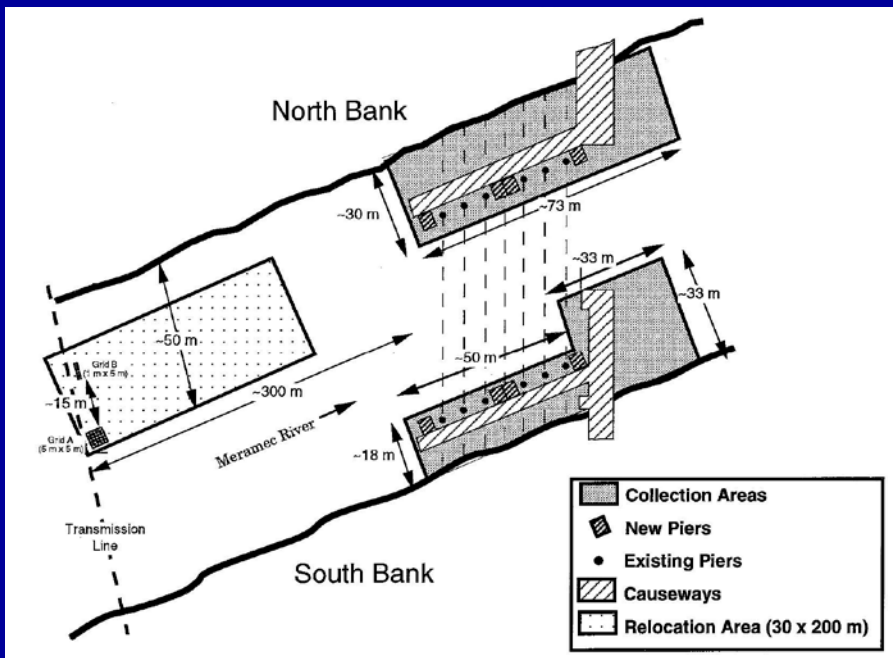 North Bank
~30 m
~73 m
~33 m
~33 m
~50 m
~50 m
~300 m
Grid B
(1 m x 5 m)
~15 m
Grid A
(5 m x 5 m)
Meramec River
~18 m
Transmission
Line
South Bank
Collection Areas
New Piers
Existing Piers
Causeways
Relocation Area (30 x 200 m)